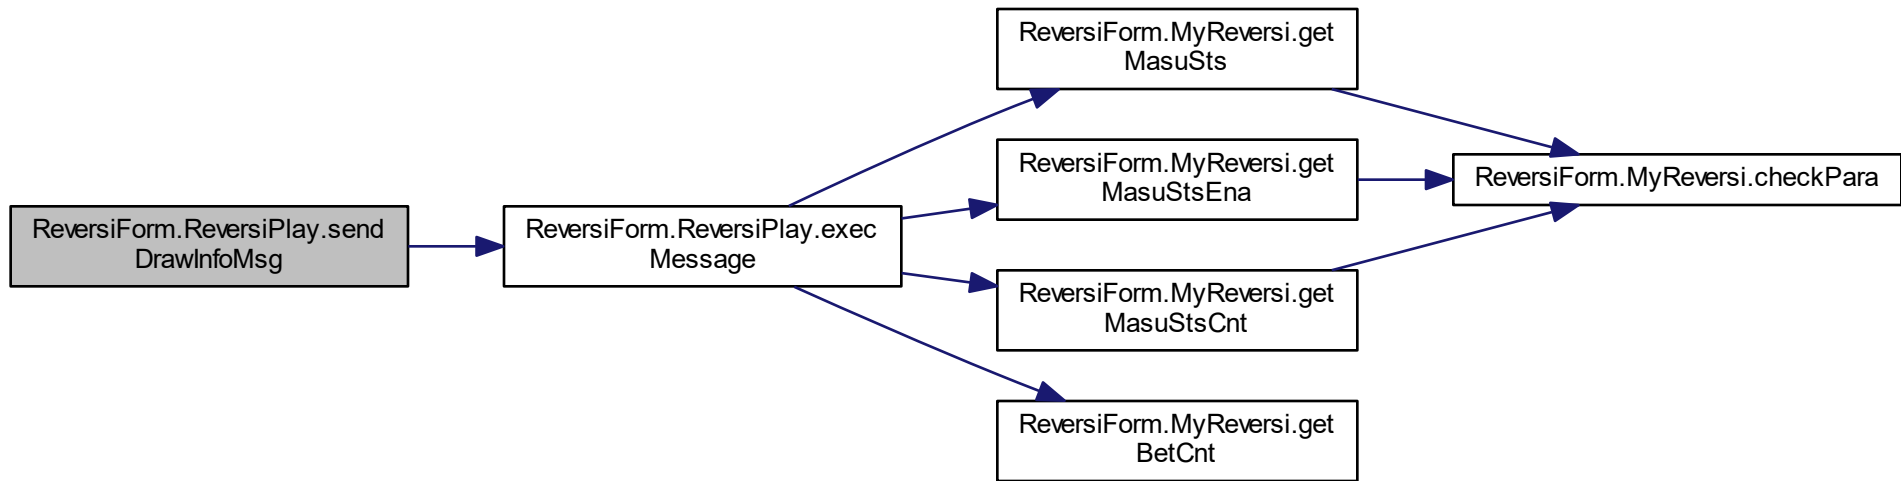 ReversiForm.ReversiPlay.send
DrawInfoMsg
ReversiForm.ReversiPlay.exec
Message
ReversiForm.MyReversi.get
MasuSts
ReversiForm.MyReversi.get
MasuStsEna
ReversiForm.MyReversi.get
MasuStsCnt
ReversiForm.MyReversi.get
BetCnt
ReversiForm.MyReversi.checkPara